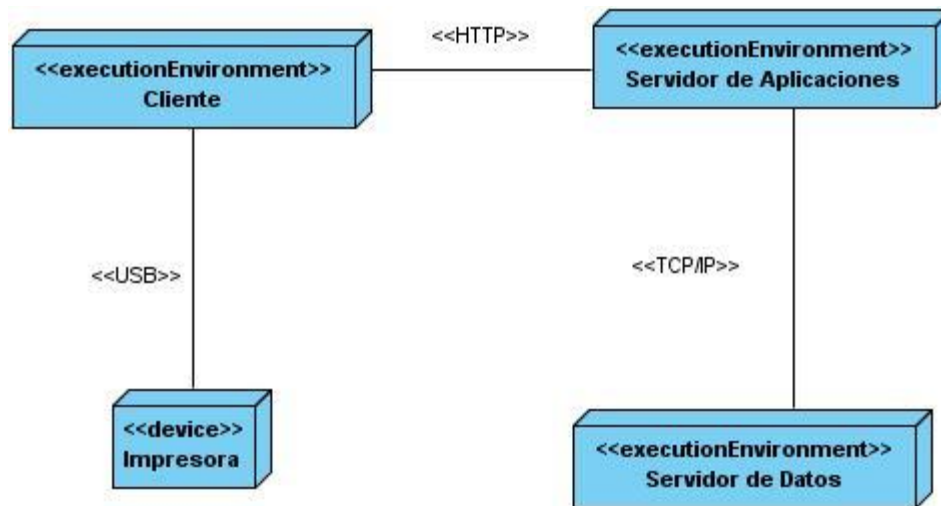 <<HTTP>>
<<executionEnvironment>>
Cliente
<<executionEnvironment>>
Servidor de Aplicaciones
<<USB>>
<<TCP/IP>>
<<device>>
Impresora
<<executionEnvironment>>
Servidor de Datos